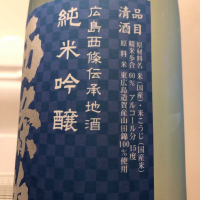 品目
清酒
原材料名 米(国産)・米こうじ(国産米)
精米歩合 60% アルコール分 15度
原料米 東広島造賀産山田錦100%使用
広島西條伝承地酒
純米吟醸